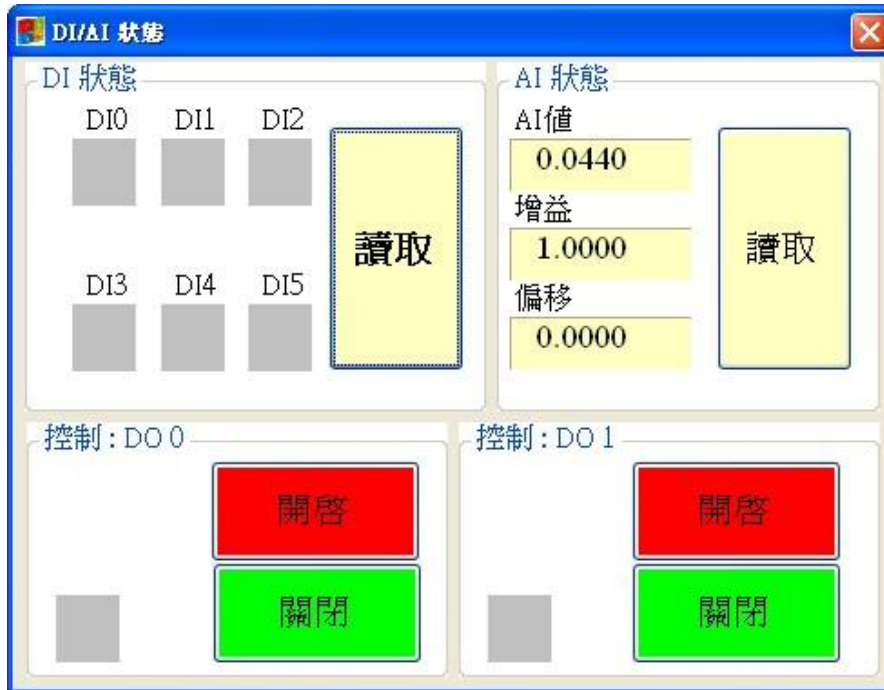 DI/AI 狀態
DI 狀態
DI0 DI1 DI2
讀取
DI3 DI4 DI5
AI 狀態
AI值
0.0440
增益
1.0000
偏移
0.0000
讀取
控制 : DO 0
開啓
關閉
控制 : DO 1
開啓
關閉